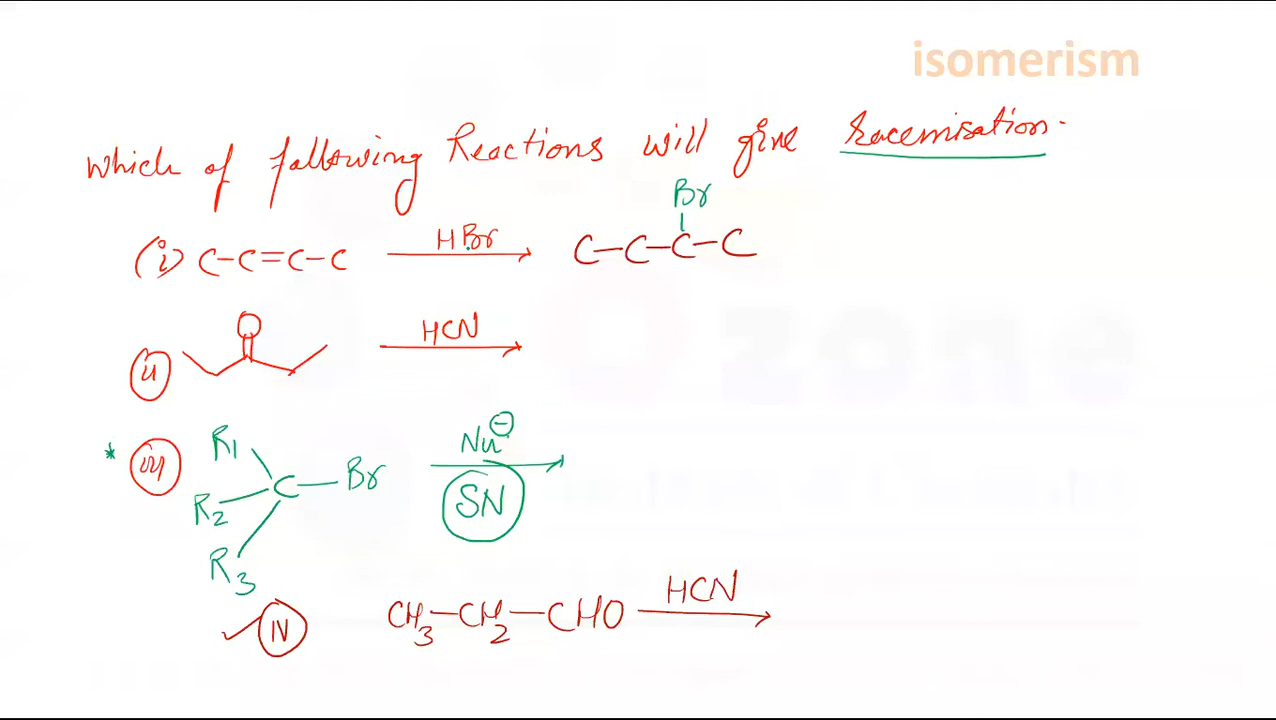 isomerism
which of following Reactions will give racemisation.
(i) C-C=C-C HBr C-C-C-C Br
(ii) O HCN
* (iii) R1 R2 R3 C-Br Nu⊖ SN
✓ (IV) CH3-CH2-CHO HCN
zone